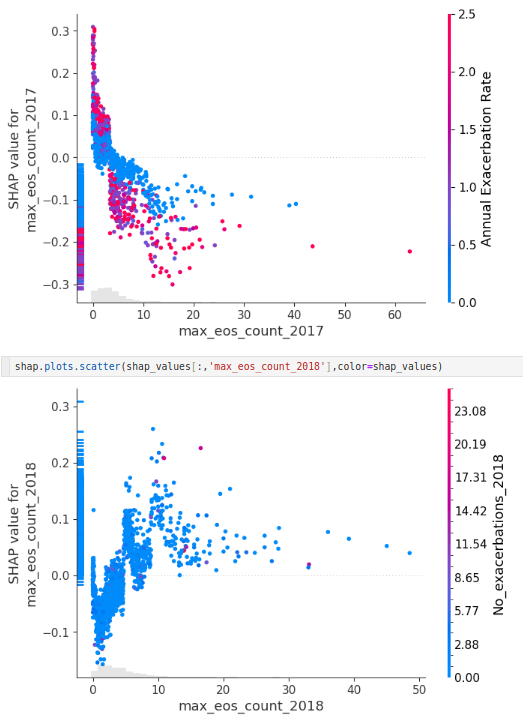 0.3
0.2
0.1
0.0
−0.1
−0.2
−0.3
SHAP value for
max_eos_count_2017
0 10 20 30 40 50 60
max_eos_count_2017
2.5
2.0
1.5
1.0
0.5
0.0
Annual Exacerbation Rate
shap.plots.scatter(shap_values[:,'max_eos_count_2018'],color=shap_values)
0.3
0.2
0.1
0.0
−0.1
SHAP value for
max_eos_count_2018
0 10 20 30 40 50
max_eos_count_2018
23.08
20.19
17.31
14.42
11.54
8.65
5.77
2.88
0.00
No_exacerbations_2018